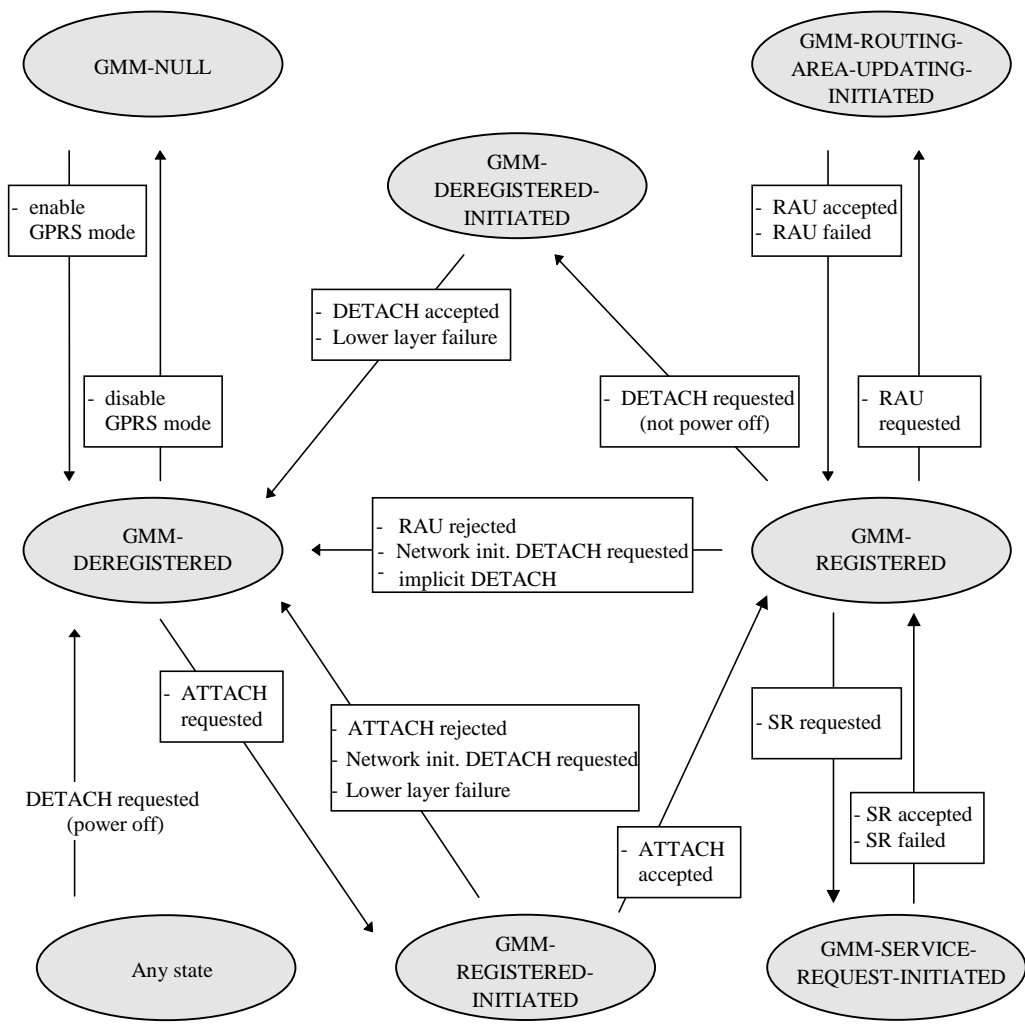 GMM-NULL
GMM-ROUTING-
AREA-UPDATING-
INITIATED
GMM-
DEREGISTERED-
INITIATED
- enable
GPRS mode
- RAU accepted
- RAU failed
- DETACH accepted
- Lower layer failure
- disable
GPRS mode
- DETACH requested
(not power off)
- RAU
requested
GMM-
DEREGISTERED
- RAU rejected
- Network init. DETACH requested
- implicit DETACH
GMM-
REGISTERED
- ATTACH
requested
- ATTACH rejected
- Network init. DETACH requested
- Lower layer failure
- SR requested
DETACH requested
(power off)
- ATTACH
accepted
- SR accepted
- SR failed
Any state
GMM-
REGISTERED-
INITIATED
GMM-SERVICE-
REQUEST-INITIATED